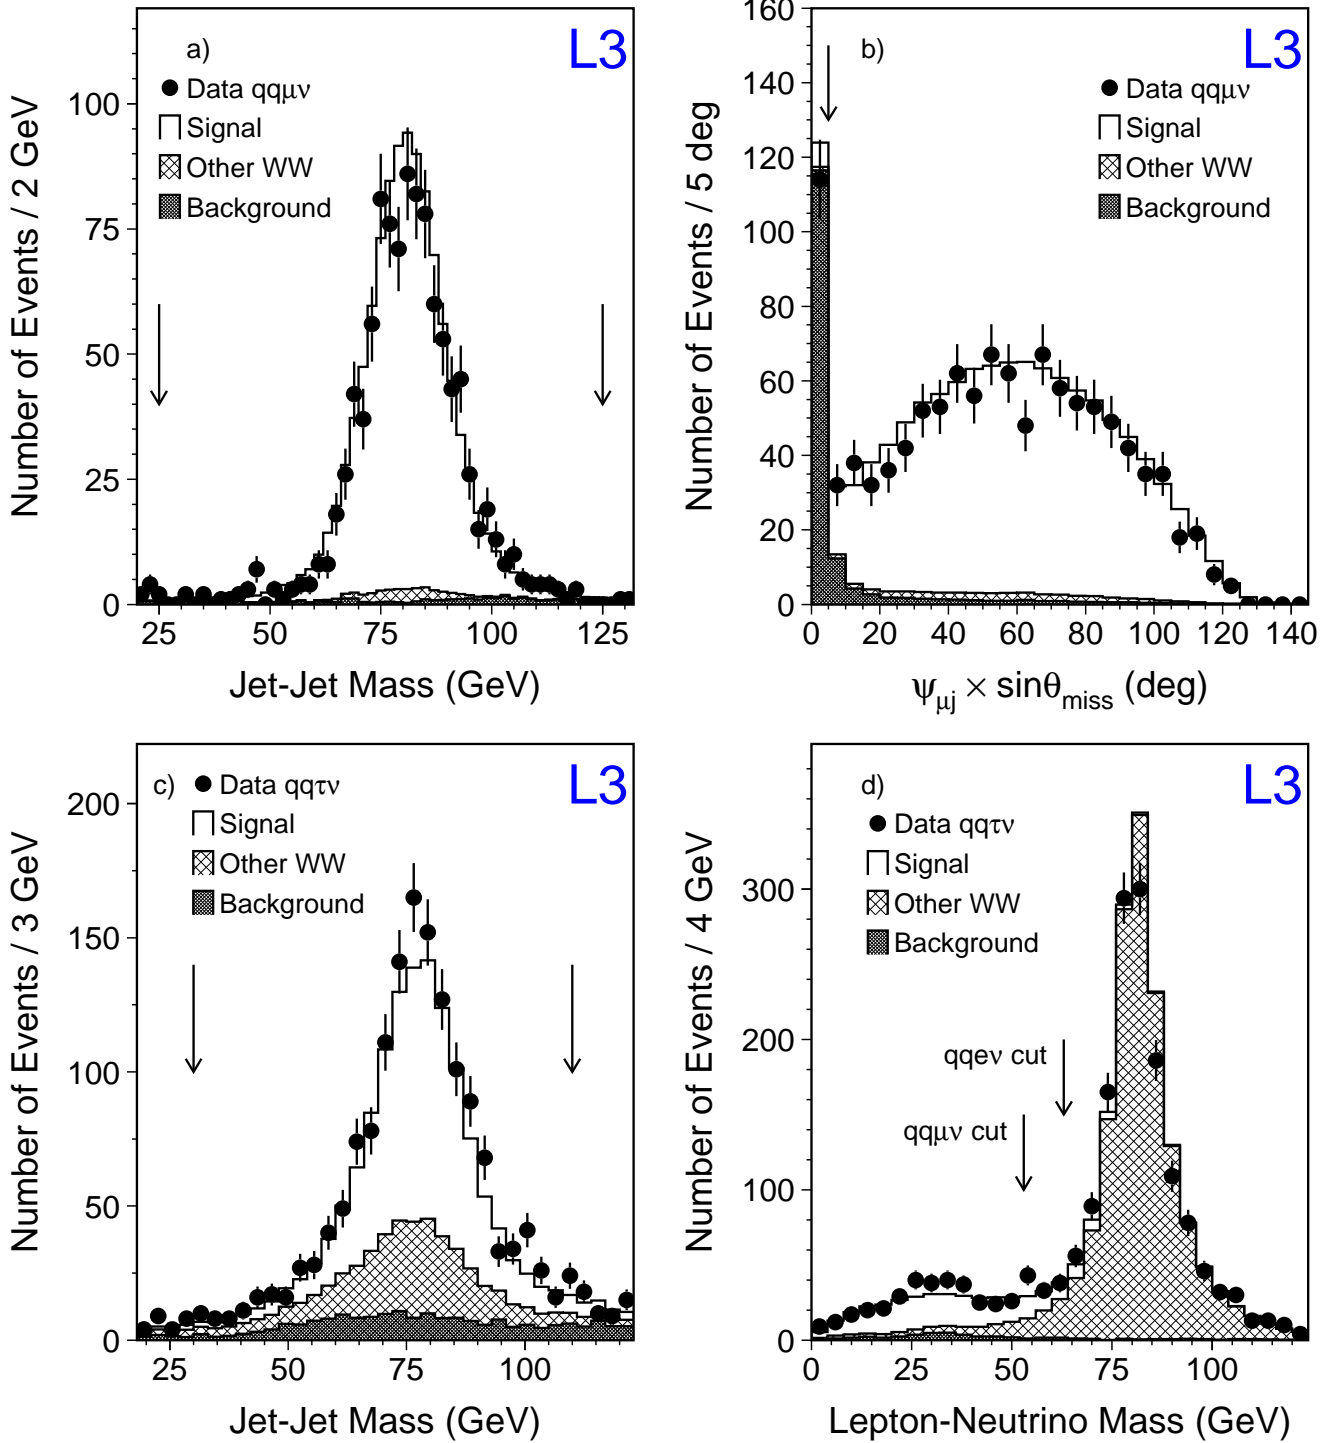 a)
L3
Data qqμν
Signal
Other WW
Background
Number of Events / 2 GeV
100
75
50
25
0
25 50 75 100 125
Jet-Jet Mass (GeV)
b)
L3
Data qqμν
Signal
Other WW
Background
Number of Events / 5 deg
160
140
120
100
80
60
40
20
0
0 20 40 60 80 100 120 140
ψμj × sinθmiss (deg)
c)
L3
Data qqτν
Signal
Other WW
Background
Number of Events / 3 GeV
200
150
100
50
0
25 50 75 100
Jet-Jet Mass (GeV)
d)
L3
Data qqτν
Signal
Other WW
Background
qqeν cut
qqμν cut
Number of Events / 4 GeV
300
200
100
0
0 25 50 75 100
Lepton-Neutrino Mass (GeV)